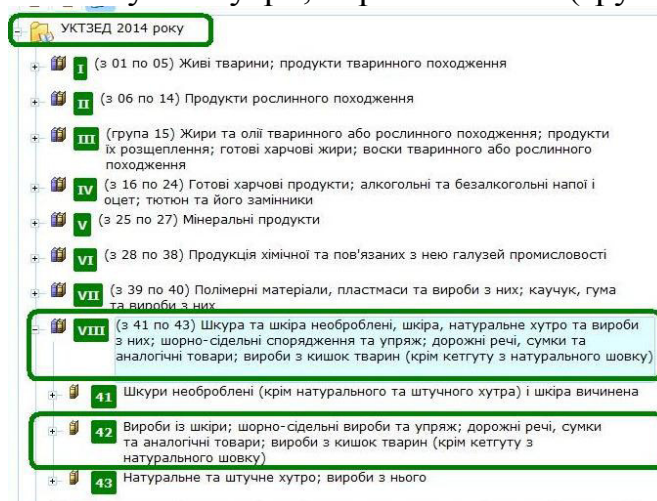 УКТЗЕД 2014 року
I (з 01 по 05) Живі тварини; продукти тваринного походження
II (з 06 по 14) Продукти рослинного походження
III (група 15) Жири та олії тваринного або рослинного походження; продукти
їх розщеплення; готові харчові жири; воски тваринного або рослинного
походження
IV (з 16 по 24) Готові харчові продукти; алкогольні та безалкогольні напої і
оцет; тютюн та його замінники
V (з 25 по 27) Мінеральні продукти
VI (з 28 по 38) Продукція хімічної та пов'язаних з нею галузей промисловості
VII (з 39 по 40) Полімерні матеріали, пластмаси та вироби з них; каучук, гума
та вироби з них
VIII (з 41 по 43) Шкура та шкіра необроблені, шкіра, натуральне хутро та вироби
з них; шорно-сідельні спорядження та упряж; дорожні речі, сумки та
аналогічні товари; вироби з кишок тварин (крім кетгуту з натурального шовку)
41 Шкури необроблені (крім натурального та штучного хутра) і шкіра вичинена
42 Вироби із шкіри; шорно-сідельні вироби та упряж; дорожні речі, сумки
та аналогічні товари; вироби з кишок тварин (крім кетгуту з
натурального шовку)
43 Натуральне та штучне хутро; вироби з нього